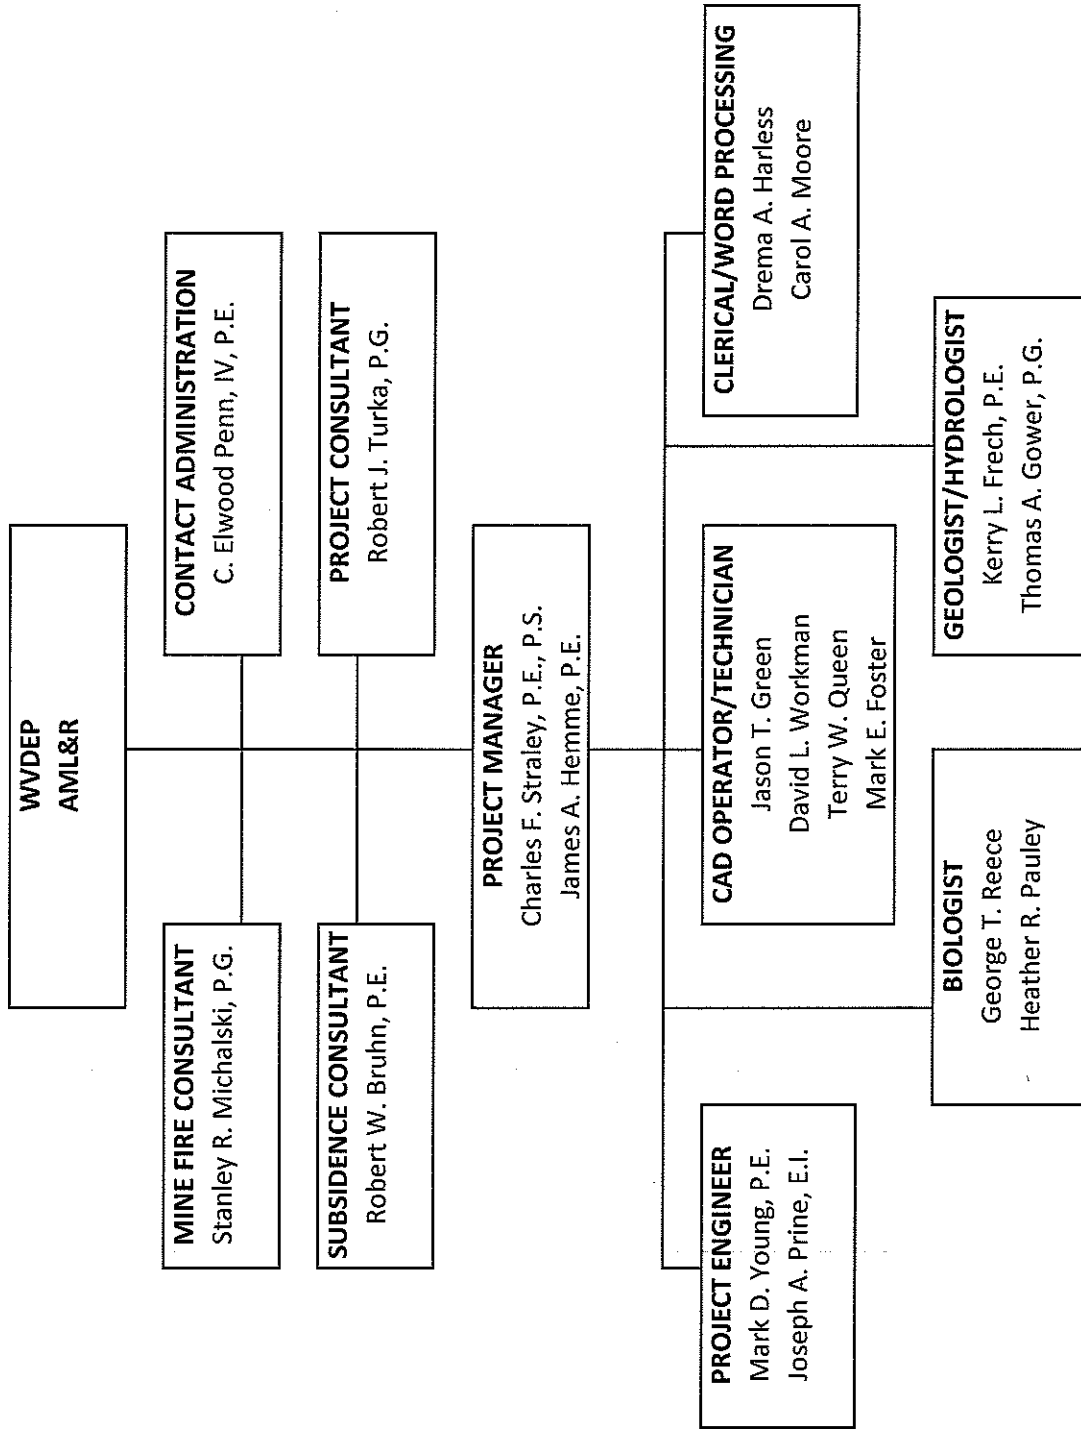 WVDEP
AML&R
MINE FIRE CONSULTANT
Stanley R. Michalski, P.G.
CONTACT ADMINISTRATION
C. Elwood Penn, IV, P.E.
SUBSIDENCE CONSULTANT
Robert W. Bruhn, P.E.
PROJECT CONSULTANT
Robert J. Turka, P.G.
PROJECT MANAGER
Charles F. Straley, P.E., P.S.
James A. Hemme, P.E.
PROJECT ENGINEER
Mark D. Young, P.E.
Joseph A. Prine, E.I.
CAD OPERATOR/TECHNICIAN
Jason T. Green
David L. Workman
Terry W. Queen
Mark E. Foster
CLERICAL/WORD PROCESSING
Drema A. Harless
Carol A. Moore
BIOLOGIST
George T. Reece
Heather R. Pauley
GEOLOGIST/HYDROLOGIST
Kerry L. Frech, P.E.
Thomas A. Gower, P.G.